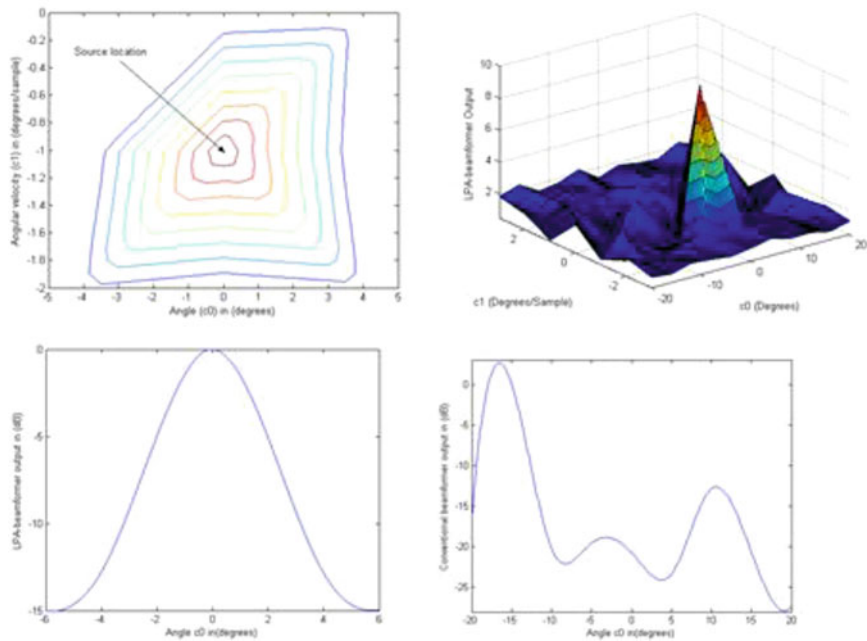 0
-0.2
-0.4
-0.6
-0.8
-1
-1.2
-1.4
-1.6
-1.8
-2
Angular velocity (c1) in (degrees/sample)
Source location
-5 -4 -3 -2 -1 0 1 2 3 4 5
Angle (c0) in (degrees)
10
8
6
4
2
LPA-beamformer Output
2 0 -2
c1 (Degrees/Sample)
-20 -10 0 10 20
c0 (Degrees)
0
-5
-10
-15
LPA-beamformer output in (dB)
-6 -4 -2 0 2 4 6
Angle c0 in(degrees)
0
-5
-10
-15
-20
-25
Conventional beamformer output in (dB)
-20 -15 -10 -5 0 5 10 15 20
Angle c0 in(degrees)